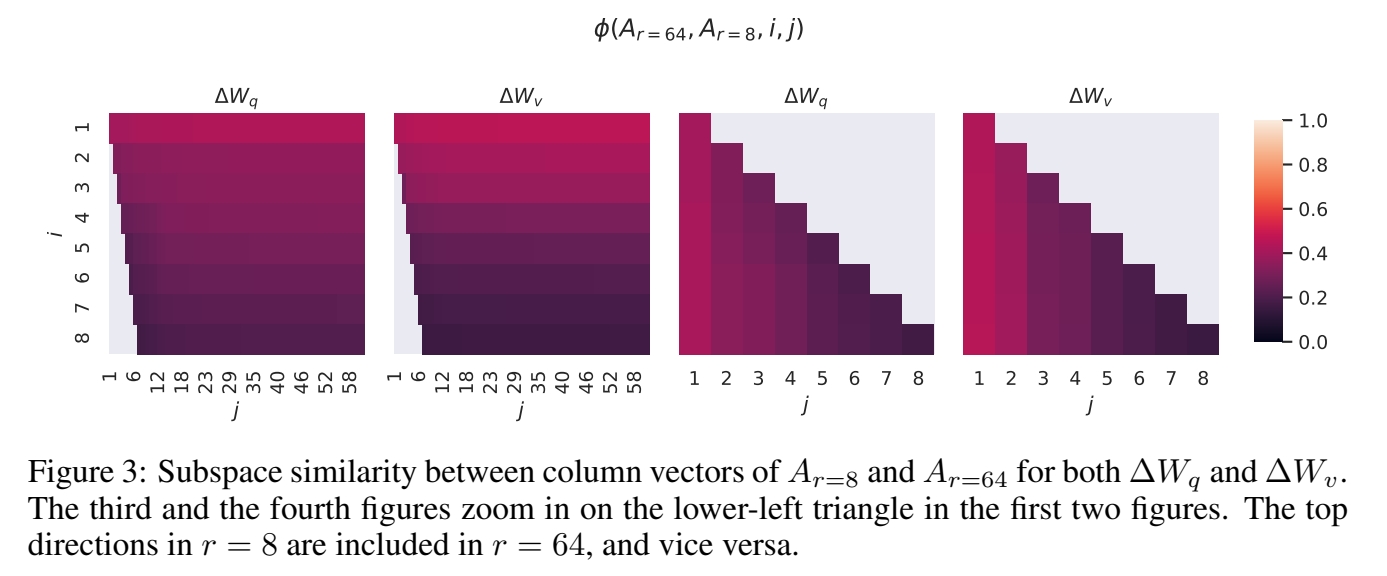 ϕ(A_{r = 64}, A_{r = 8}, i, j)
ΔW_q ΔW_v ΔW_q ΔW_v
i
1
2
3
4
5
6
7
8
1 6 12 18 23 29 35 40 46 52 58
j
1 6 12 18 23 29 35 40 46 52 58
j
1 2 3 4 5 6 7 8
j
1 2 3 4 5 6 7 8
j
1.0
0.8
0.6
0.4
0.2
0.0
Figure 3: Subspace similarity between column vectors of A_{r=8} and A_{r=64} for both ΔW_q and ΔW_v.
The third and the fourth figures zoom in on the lower-left triangle in the first two figures. The top
directions in r = 8 are included in r = 64, and vice versa.